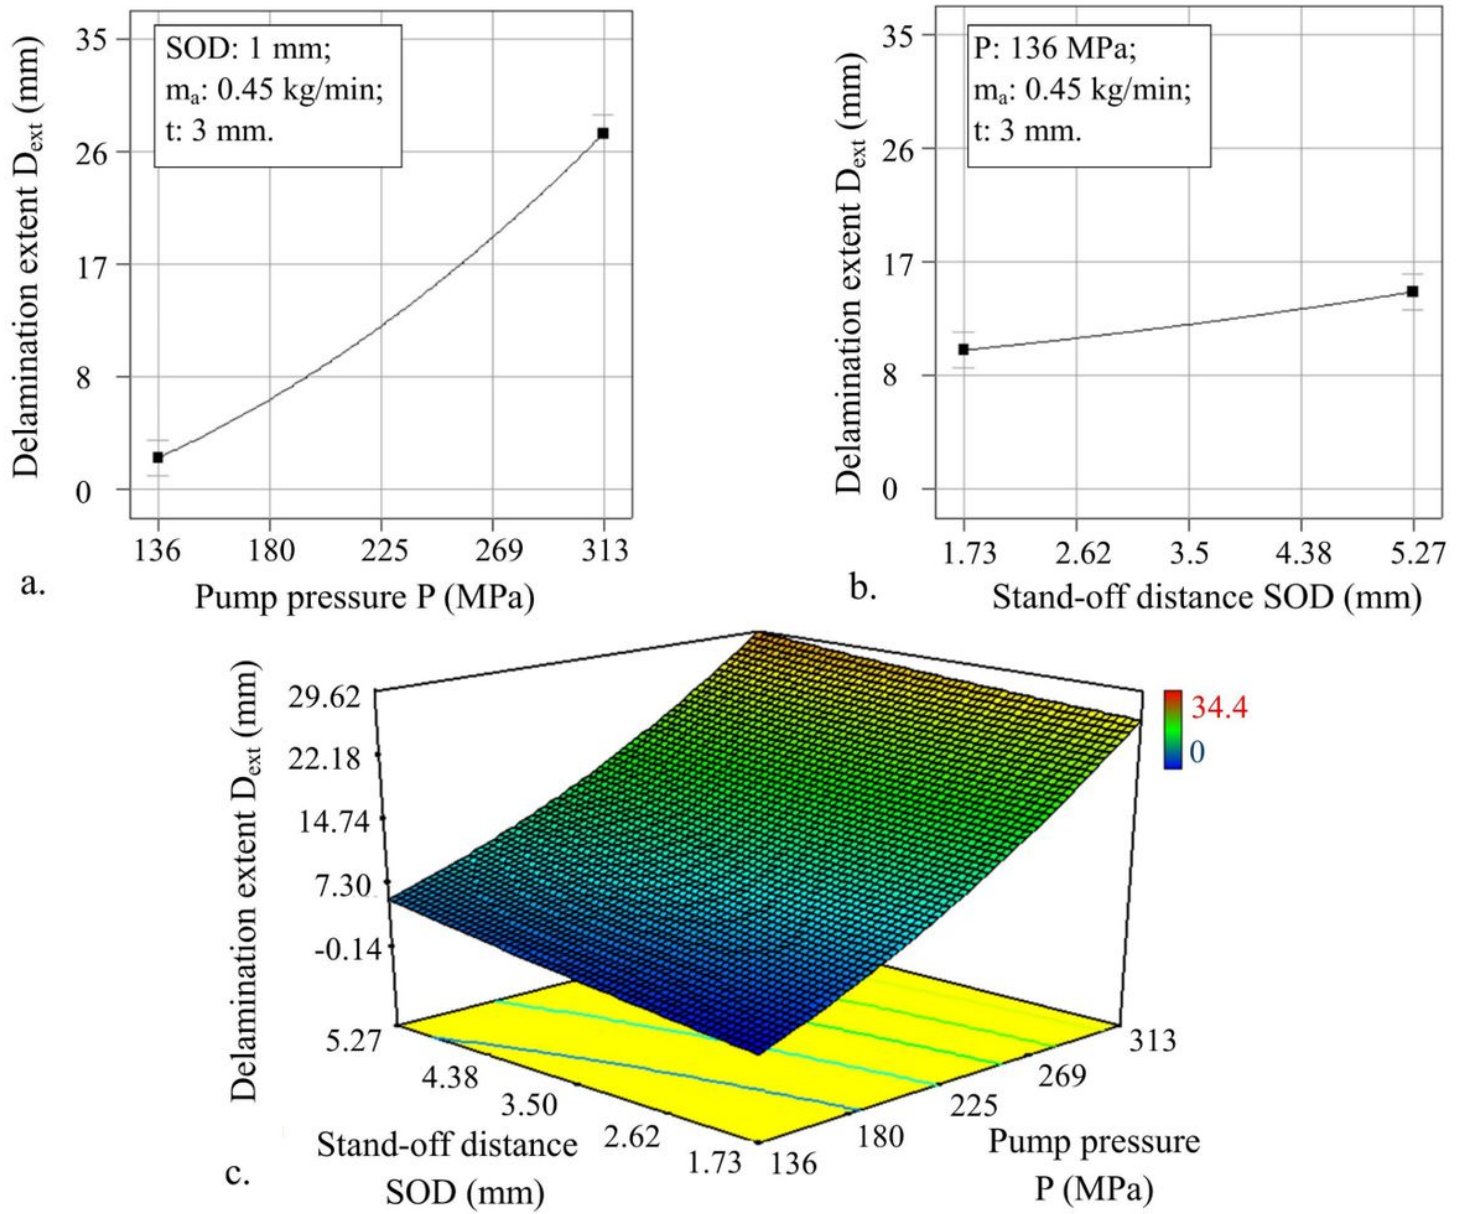 Delamination extent Dext (mm)
35
26
17
8
0
SOD: 1 mm;
ma: 0.45 kg/min;
t: 3 mm.
136 180 225 269 313
a.
Pump pressure P (MPa)
Delamination extent Dext (mm)
35
26
17
8
0
P: 136 MPa;
ma: 0.45 kg/min;
t: 3 mm.
1.73 2.62 3.5 4.38 5.27
b.
Stand-off distance SOD (mm)
Delamination extent Dext (mm)
29.62
22.18
14.74
7.30
-0.14
34.4
0
5.27
4.38
3.50
2.62
1.73
136
180
225
269
313
Stand-off distance
SOD (mm)
Pump pressure
P (MPa)
c.